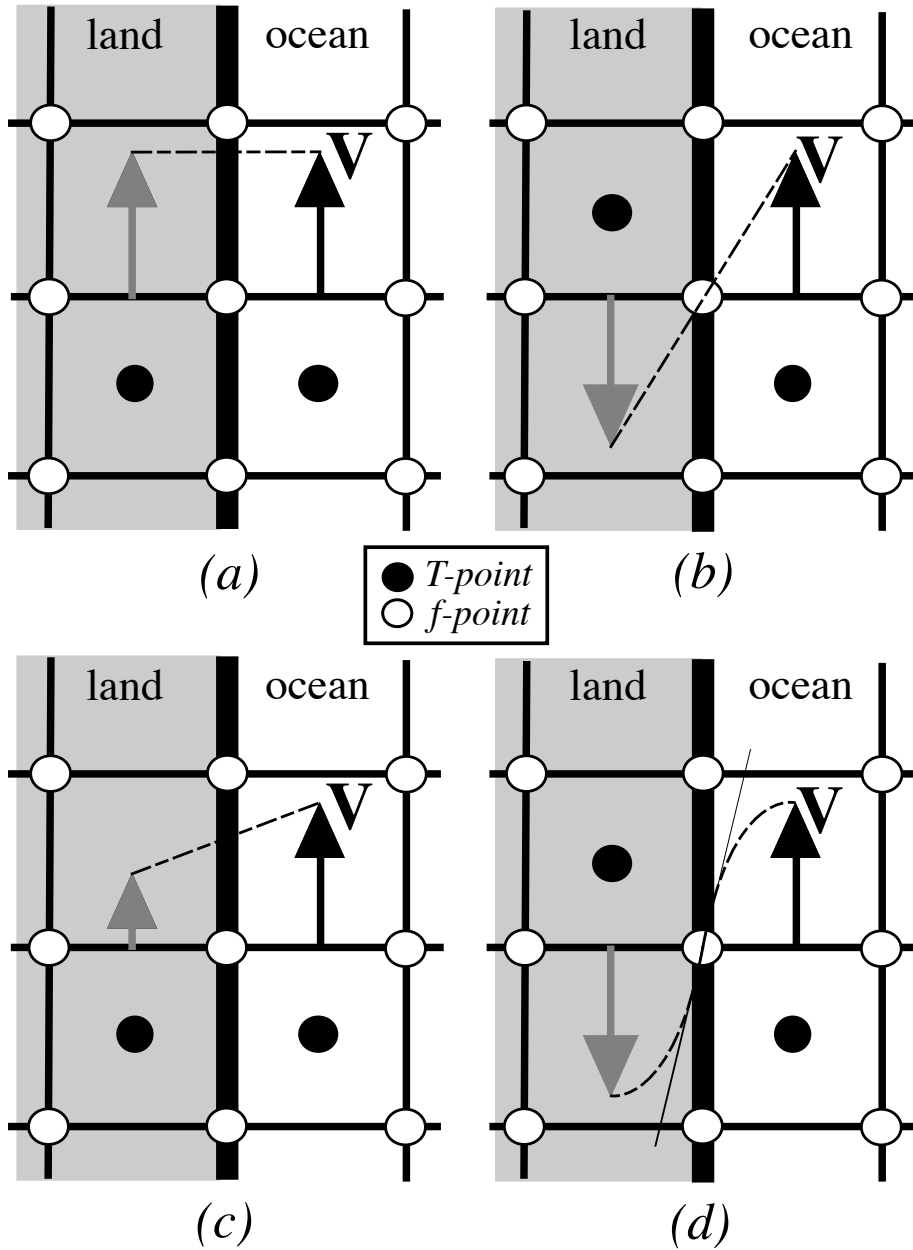 land ocean
V
(a)
land ocean
V
(b)
T-point
f-point
land ocean
V
(c)
land ocean
V
(d)